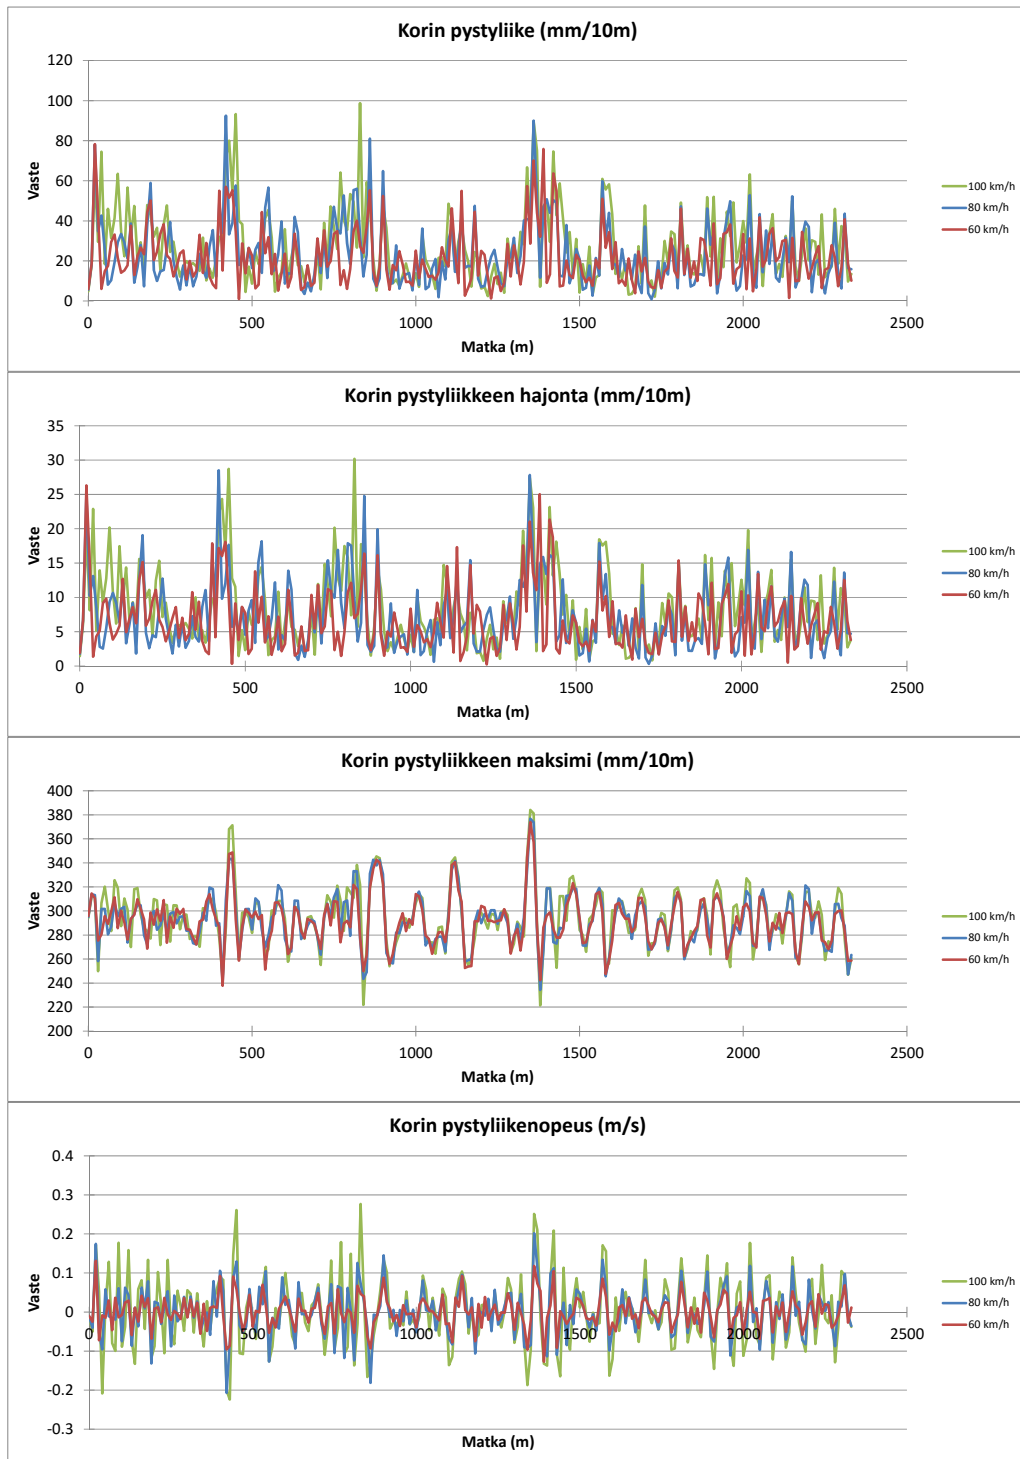 Korin pystyliike (mm/10m)
120
100
80
60
40
20
0
Vaste
0 500 1000 1500 2000 2500
Matka (m)
100 km/h
80 km/h
60 km/h
Korin pystyliikkeen hajonta (mm/10m)
35
30
25
20
15
10
5
0
Vaste
0 500 1000 1500 2000 2500
Matka (m)
100 km/h
80 km/h
60 km/h
Korin pystyliikkeen maksimi (mm/10m)
400
380
360
340
320
300
280
260
240
220
200
Vaste
0 500 1000 1500 2000 2500
Matka (m)
100 km/h
80 km/h
60 km/h
Korin pystyliikenopeus (m/s)
0.4
0.3
0.2
0.1
0
-0.1
-0.2
-0.3
Vaste
0 500 1000 1500 2000 2500
Matka (m)
100 km/h
80 km/h
60 km/h